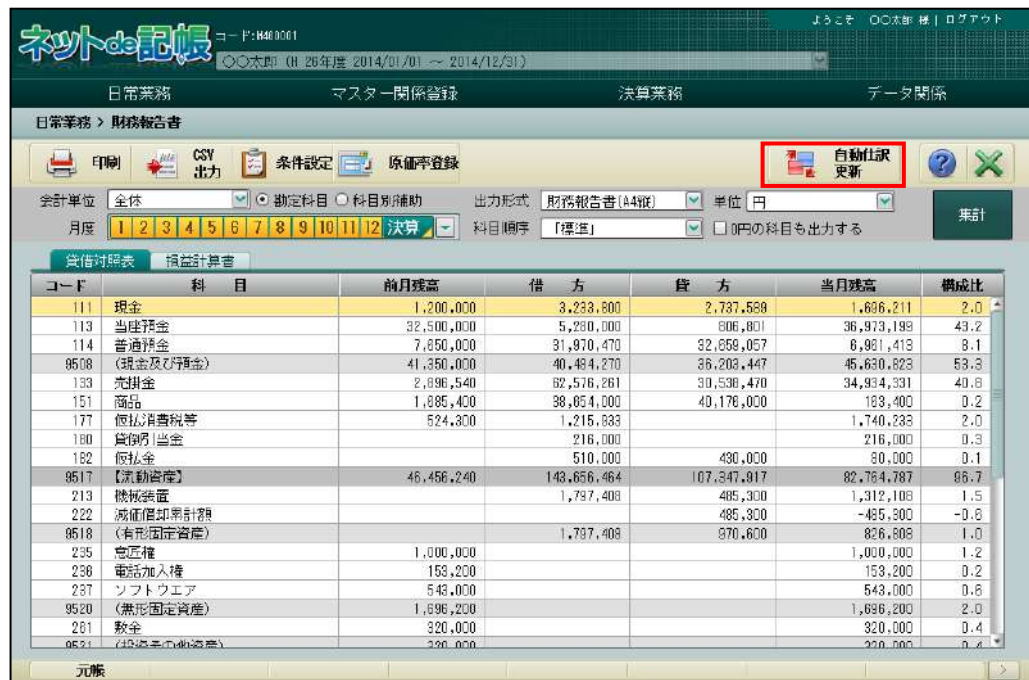 ようこそ 〇〇太郎 様 | ログアウト
ネットde記帳 コード:H460001
〇〇太郎 (H 26年度 2014/01/01 ～ 2014/12/31)
日常業務 マスター関係登録 決算業務 データ関係
日常業務 > 財務報告書
印刷 CSV出力 条件設定 原価率登録 自動仕訳更新 ?
会計単位 全体 勘定科目 科目別補助 出力形式 財務報告書(A4縦) 単位 円 集計
月度 1 2 3 4 5 6 7 8 9 10 11 12 決算 科目順序 「標準」 0円の科目も出力する
貸借対照表 損益計算書
コード 科 目 前月残高 借 方 貸 方 当月残高 構成比
111 現金 1,200,000 3,233,800 2,737,589 1,696,211 2.0
113 当座預金 32,500,000 5,280,000 806,801 36,973,199 43.2
114 普通預金 7,650,000 31,970,470 32,659,057 6,961,413 8.1
9508 (現金及び預金) 41,350,000 40,484,270 36,203,447 45,630,823 53.3
133 売掛金 2,896,540 62,576,261 30,538,470 34,934,331 40.8
151 商品 1,685,400 38,654,000 40,176,000 163,400 0.2
177 仮払消費税等 524,300 1,215,933 1,740,233 2.0
180 貸倒引当金 216,000 216,000 0.3
182 仮払金 510,000 430,000 80,000 0.1
9517 【流動資産】 46,456,240 143,656,464 107,347,917 82,764,787 96.7
213 機械装置 1,797,408 485,300 1,312,108 1.5
222 減価償却累計額 485,300 -485,300 -0.6
9518 (有形固定資産) 1,797,408 970,600 826,808 1.0
235 意匠権 1,000,000 1,000,000 1.2
236 電話加入権 153,200 153,200 0.2
237 ソフトウエア 543,000 543,000 0.6
9520 (無形固定資産) 1,696,200 1,696,200 2.0
261 敷金 320,000 320,000 0.4
元帳